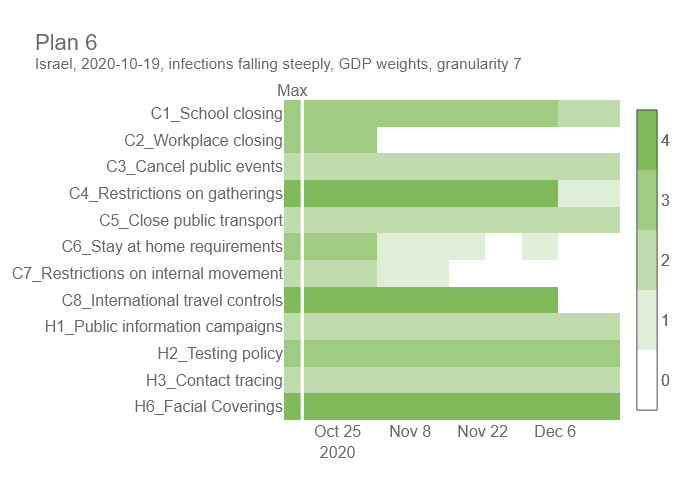 Plan 6
Israel, 2020-10-19, infections falling steeply, GDP weights, granularity 7
Max
C1_School closing
C2_Workplace closing
C3_Cancel public events
C4_Restrictions on gatherings
C5_Close public transport
C6_Stay at home requirements
C7_Restrictions on internal movement
C8_International travel controls
H1_Public information campaigns
H2_Testing policy
H3_Contact tracing
H6_Facial Coverings
4
3
2
1
0
Oct 25 Nov 8 Nov 22 Dec 6
2020